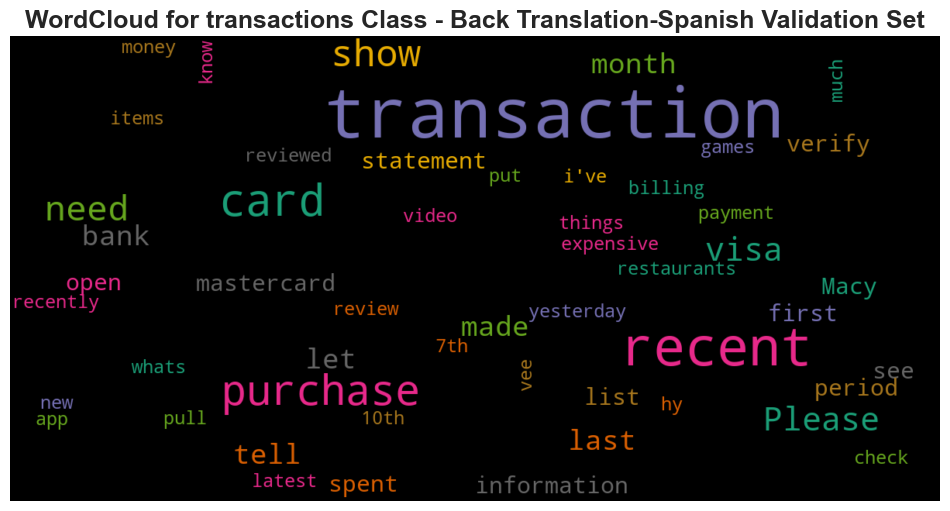 WordCloud for transactions Class - Back Translation-Spanish Validation Set
money
know
show
month
much
transaction
items
reviewed
statement
games
verify
put
i've
billing
need
card
video
things
payment
bank
expensive
visa
open
mastercard
restaurants
Macy
recently
review
yesterday
first
made
7th
recent
whats
let
vee
see
new
purchase
list
hy
period
app
pull
10th
Please
tell
last
check
latest
spent
information